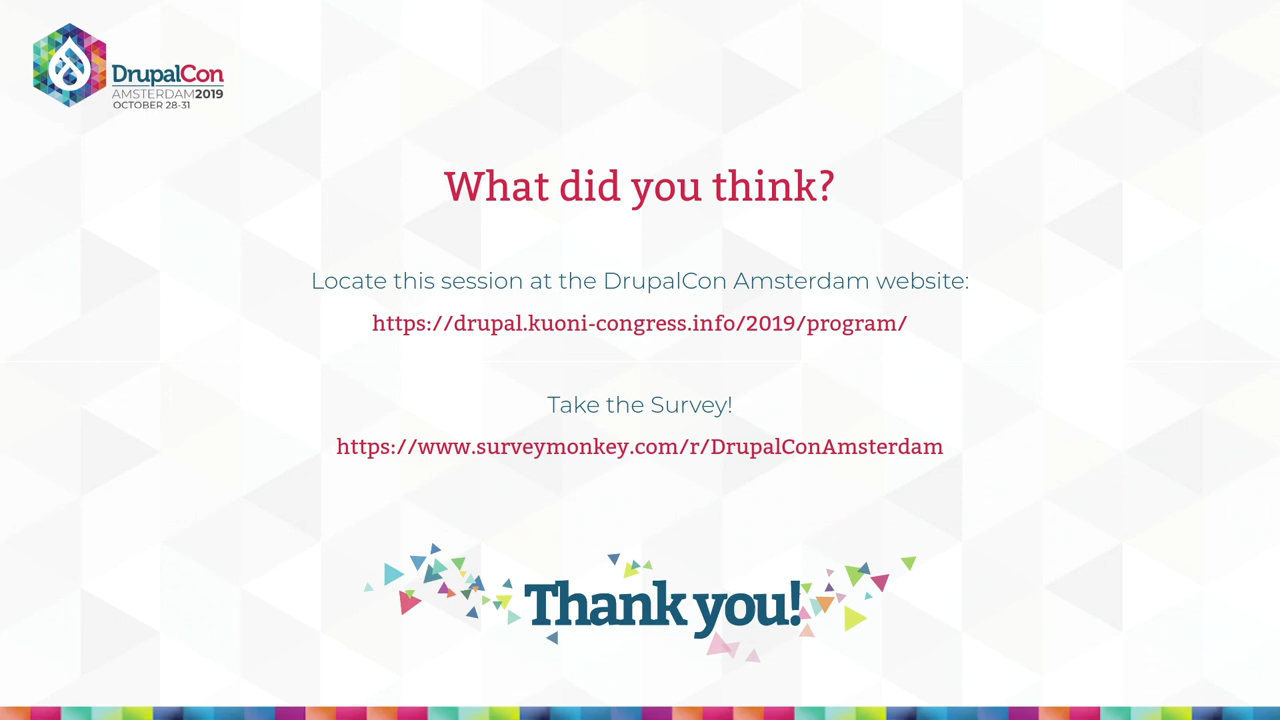 DrupalCon
AMSTERDAM2019
OCTOBER 28-31
What did you think?
Locate this session at the DrupalCon Amsterdam website:
https://drupal.kuoni-congress.info/2019/program/
Take the Survey!
https://www.surveymonkey.com/r/DrupalConAmsterdam
Thank you!